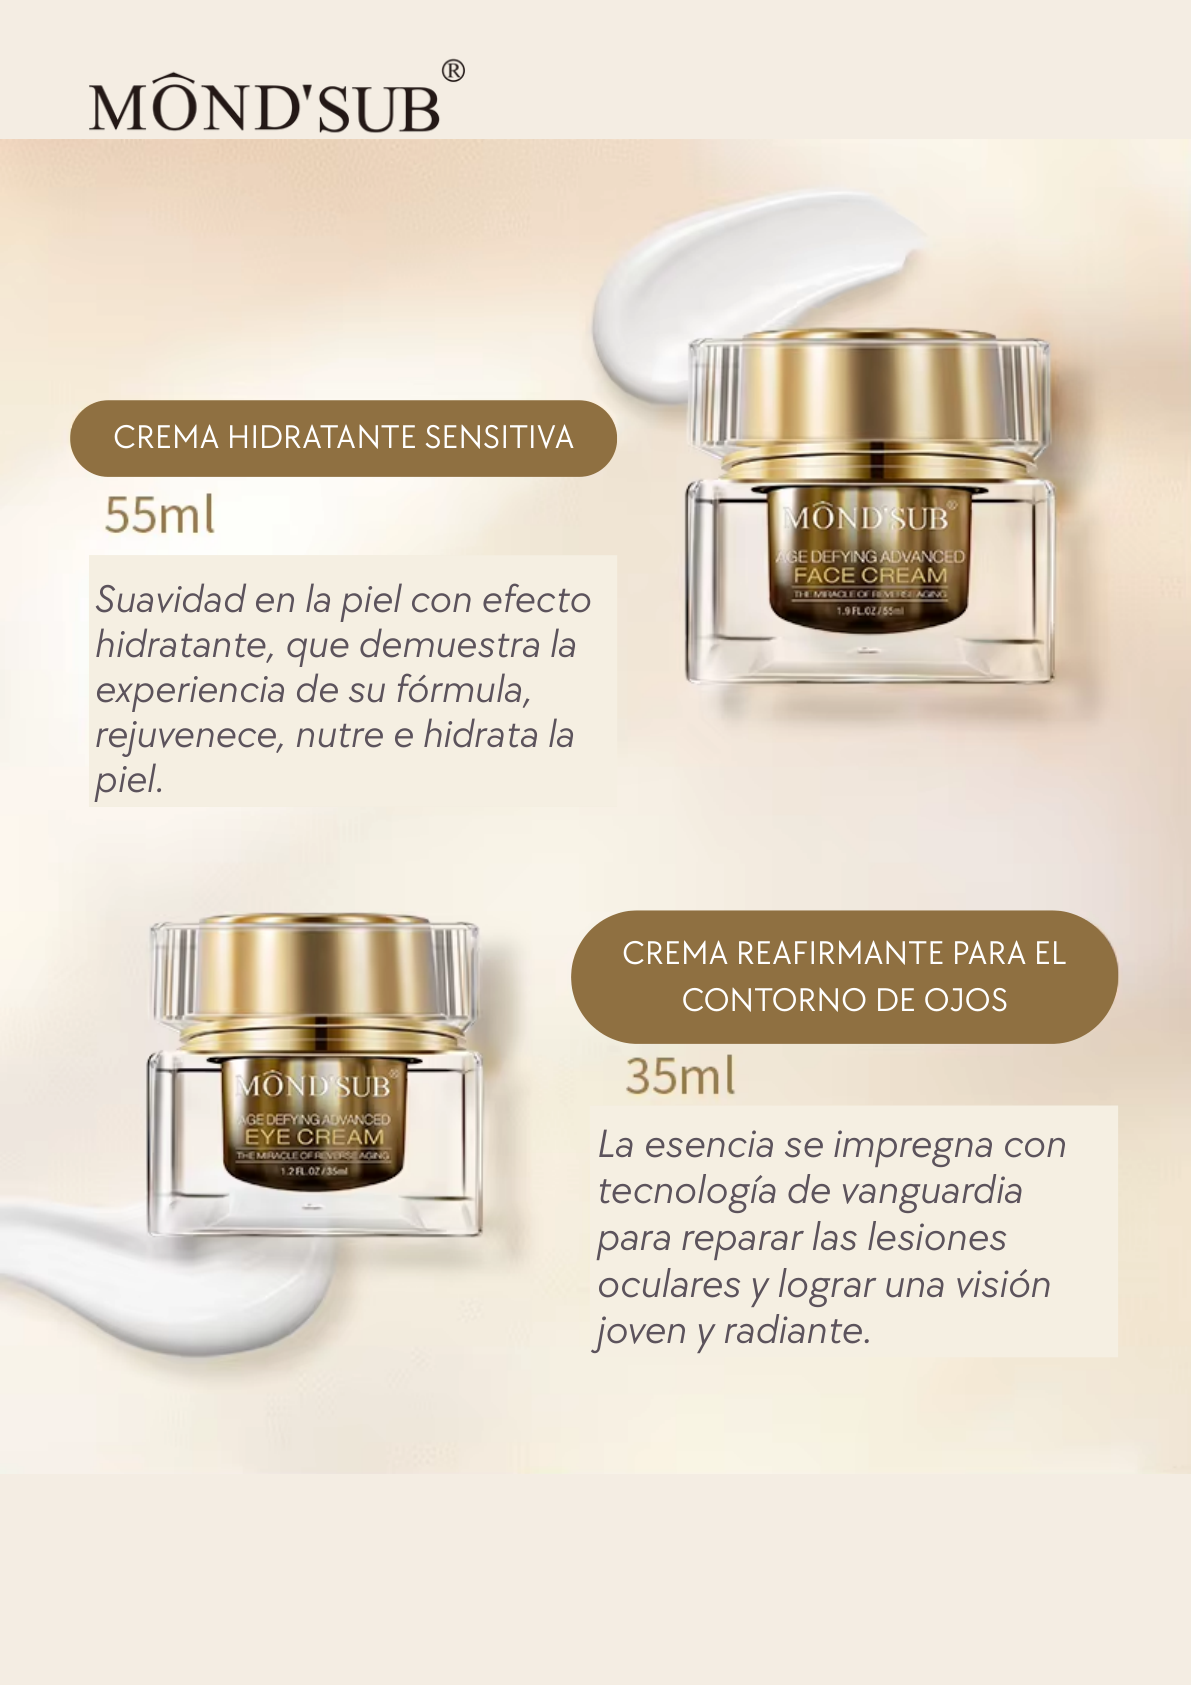 MÔND'SUB®
CREMA HIDRATANTE SENSITIVA
55ml
Suavidad en la piel con efecto
hidratante, que demuestra la
experiencia de su fórmula,
rejuvenece, nutre e hidrata la
piel.
MÔND'SUB®
AGE DEFYING ADVANCED
FACE CREAM
THE MIRACLE OF REVERSE AGING
1.9 FL.OZ/55ml
CREMA REAFIRMANTE PARA EL
CONTORNO DE OJOS
35ml
La esencia se impregna con
tecnología de vanguardia
para reparar las lesiones
oculares y lograr una visión
joven y radiante.
MÔND'SUB®
AGE DEFYING ADVANCED
EYE CREAM
THE MIRACLE OF REVERSE AGING
1.2 FL.OZ/35ml